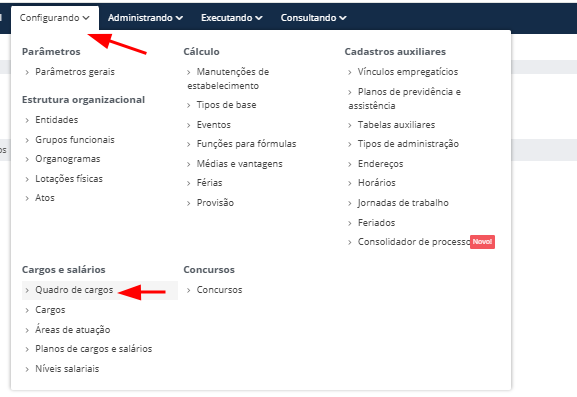 Configurando Administrando Executando Consultando
Parâmetros
Parâmetros gerais
Estrutura organizacional
Entidades
Grupos funcionais
Organogramas
Lotações físicas
Atos
Cálculo
Manutenções de
estabelecimento
Tipos de base
Eventos
Funções para fórmulas
Médias e vantagens
Férias
Provisão
Cadastros auxiliares
Vínculos empregatícios
Planos de previdência e
assistência
Tabelas auxiliares
Tipos de administração
Endereços
Horários
Jornadas de trabalho
Feriados
Consolidador de processo Novo!
Cargos e salários
Quadro de cargos
Cargos
Áreas de atuação
Planos de cargos e salários
Níveis salariais
Concursos
Concursos